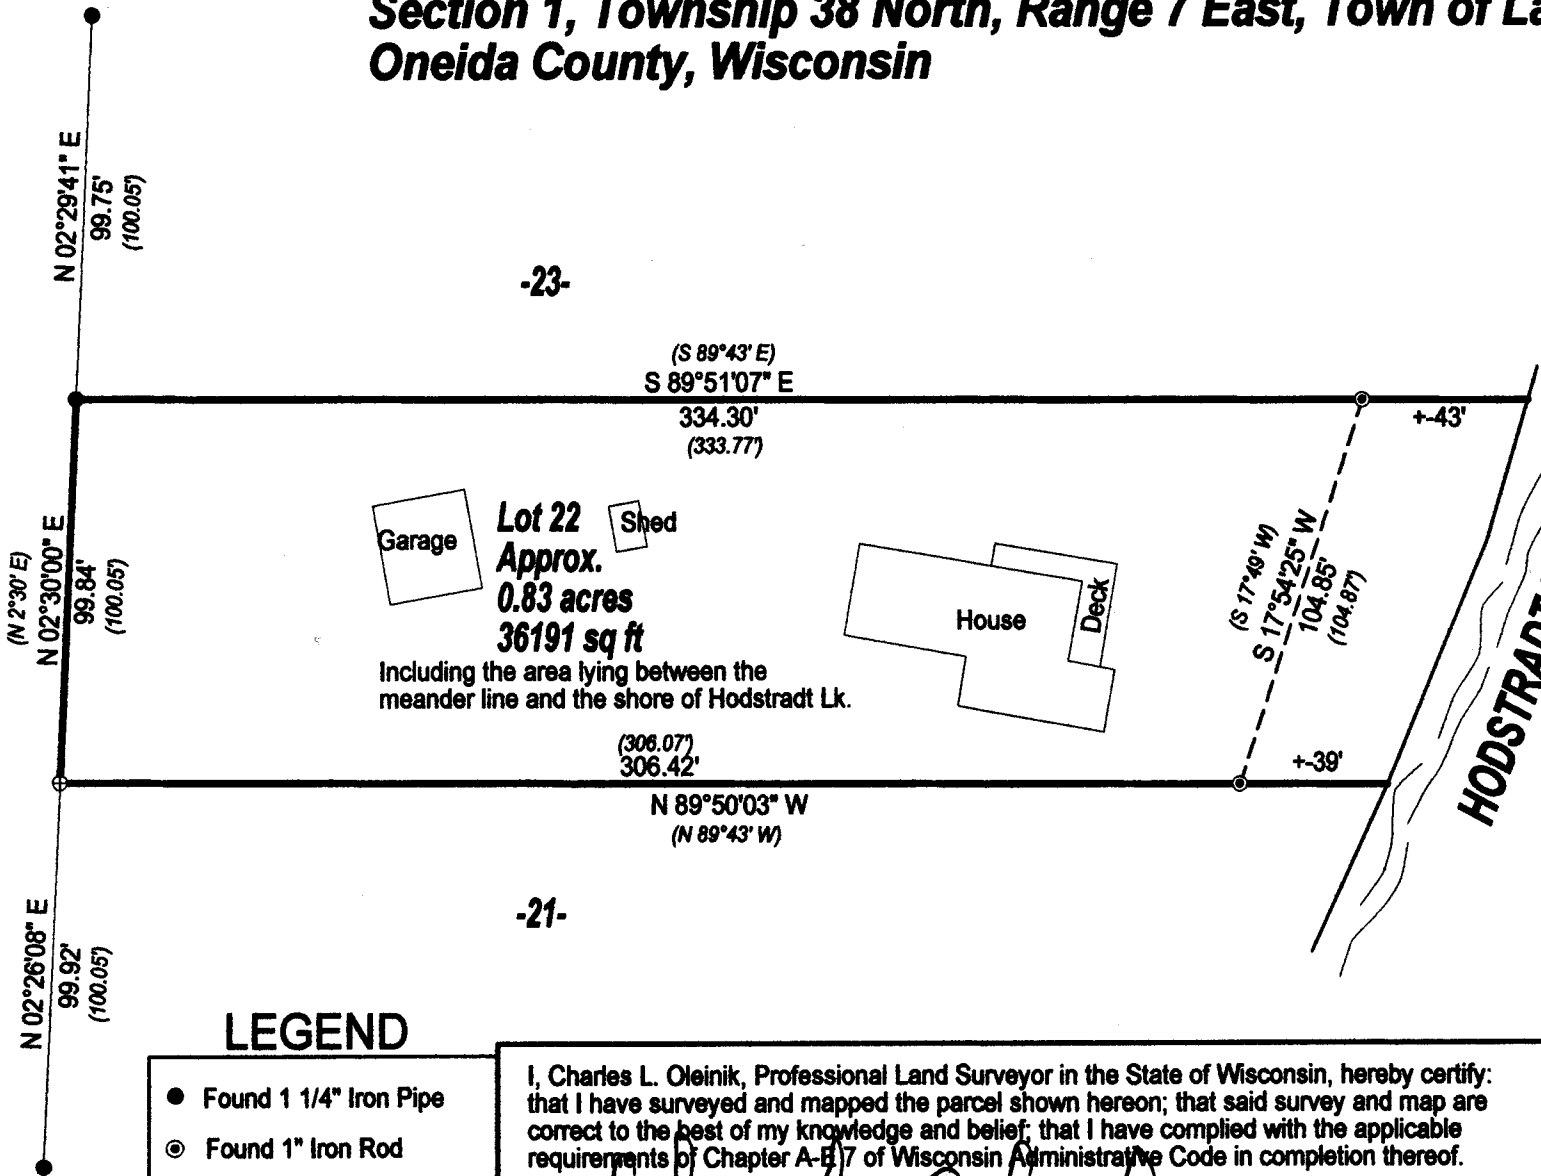 Section 1, Township 38 North, Range 7 East, Town of
Oneida County, Wisconsin
N 02°29'41" E
99.75'
(100.05')
-23-
(S 89°43' E)
S 89°51'07" E
334.30'
(333.77')
+-43'
(N 2°30' E)
N 02°30'00" E
99.84'
(100.05')
Garage
Lot 22
Approx.
0.83 acres
36191 sq ft
Including the area lying between the
meander line and the shore of Hodstradt Lk.
Shed
House
Deck
(S 17°49' W)
S 17°54'25" W
104.85'
(104.87')
HODSTRADT
(306.07')
306.42'
N 89°50'03" W
(N 89°43' W)
+-39'
-21-
N 02°26'08" E
99.92'
(100.05')
LEGEND
Found 1 1/4" Iron Pipe
Found 1" Iron Rod
I, Charles L. Oleinik, Professional Land Surveyor in the State of Wisconsin, hereby certify:
that I have surveyed and mapped the parcel shown hereon; that said survey and map are
correct to the best of my knowledge and belief; that I have complied with the applicable
requirements of Chapter A-E 7 of Wisconsin Administrative Code in completion thereof.